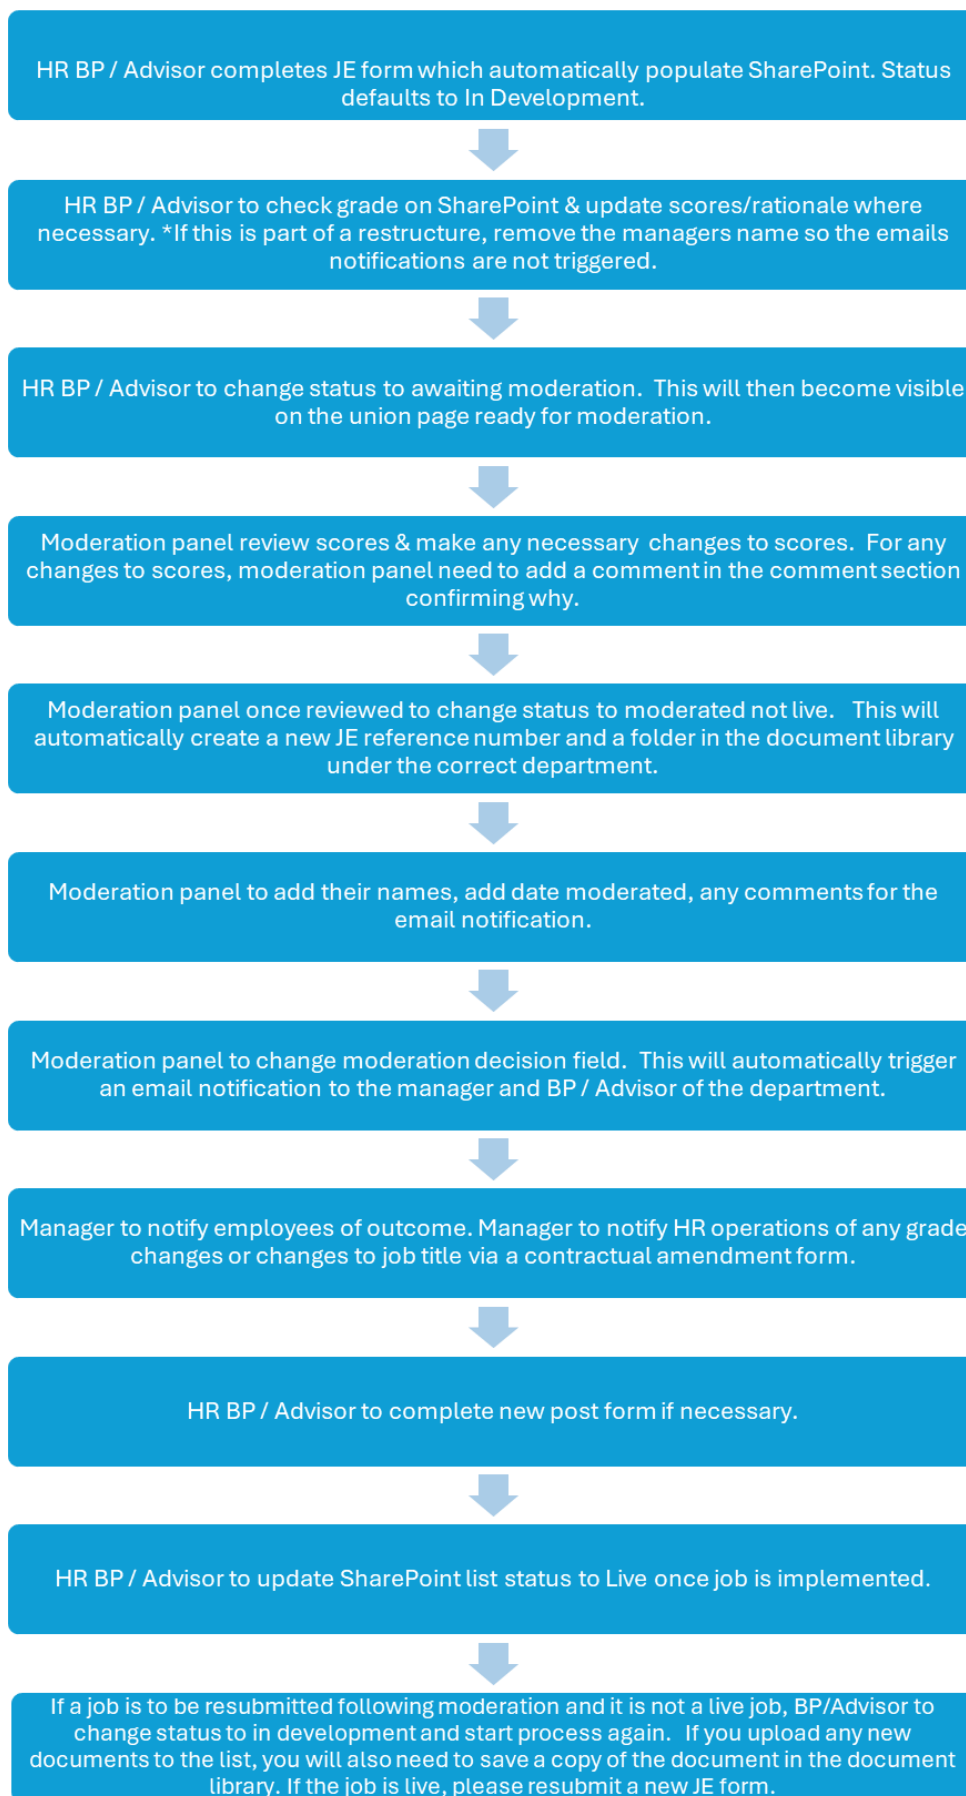 HR BP / Advisor completes JE form which automatically populate SharePoint. Status
defaults to In Development.
HR BP / Advisor to check grade on SharePoint & update scores/rationale where
necessary. *If this is part of a restructure, remove the managers name so the emails
notifications are not triggered.
HR BP / Advisor to change status to awaiting moderation. This will then become visible
on the union page ready for moderation.
Moderation panel review scores & make any necessary changes to scores. For any
changes to scores, moderation panel need to add a comment in the comment section
confirming why.
Moderation panel once reviewed to change status to moderated not live. This will
automatically create a new JE reference number and a folder in the document library
under the correct department.
Moderation panel to add their names, add date moderated, any comments for the
email notification.
Moderation panel to change moderation decision field. This will automatically trigger
an email notification to the manager and BP / Advisor of the department.
Manager to notify employees of outcome. Manager to notify HR operations of any grade
changes or changes to job title via a contractual amendment form.
HR BP / Advisor to complete new post form if necessary.
HR BP / Advisor to update SharePoint list status to Live once job is implemented.
If a job is to be resubmitted following moderation and it is not a live job, BP/Advisor to
change status to in development and start process again. If you upload any new
documents to the list, you will also need to save a copy of the document in the document
library. If the job is live, please resubmit a new JE form.